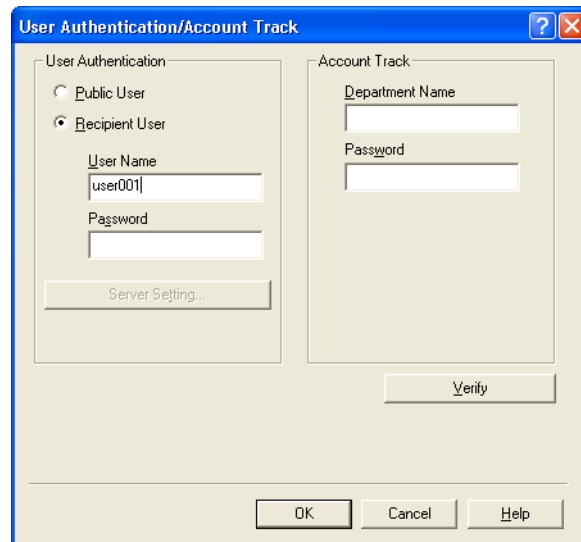 User Authentication/Account Track
User Authentication
Public User
Recipient User
User Name
user001
Password
Server Setting...
Account Track
Department Name
Password
Verify
OK
Cancel
Help